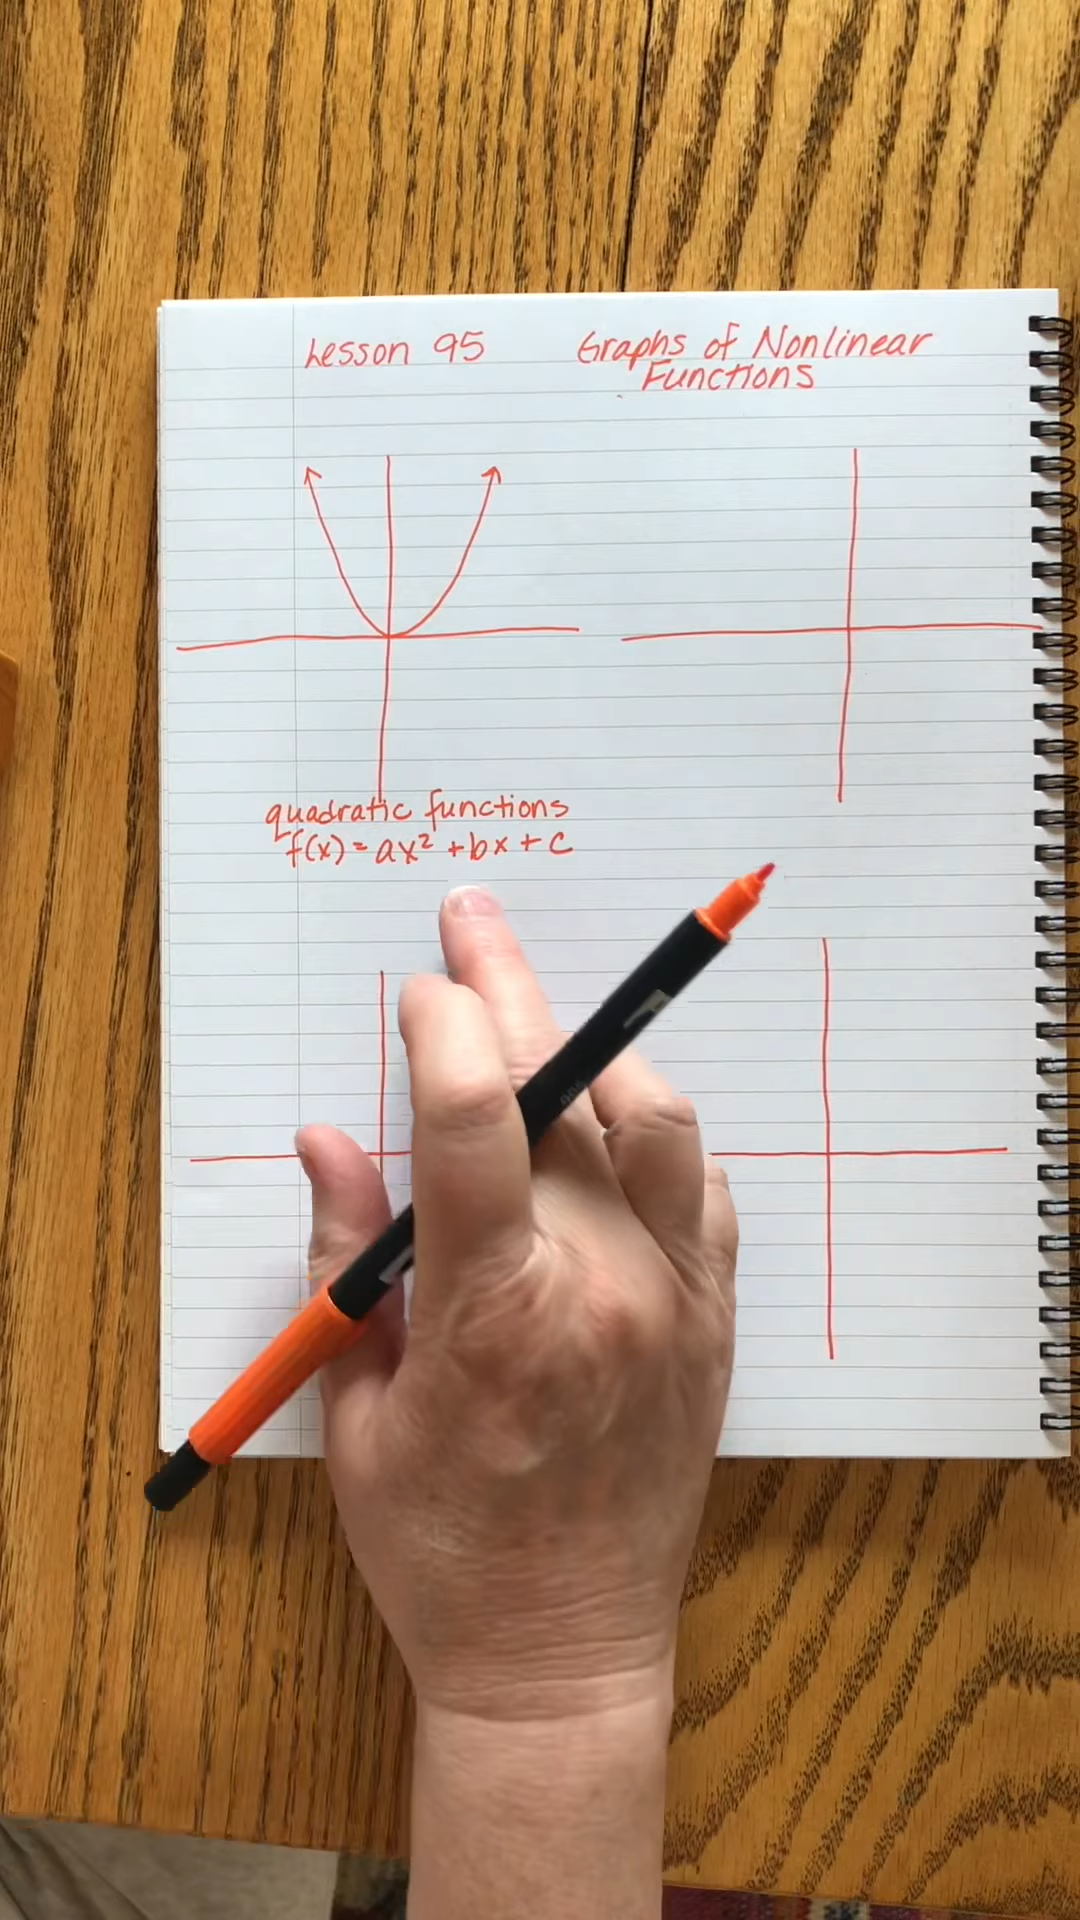 Lesson 95
Graphs of Nonlinear
Functions
quadratic functions
f(x) = ax² + bx + c